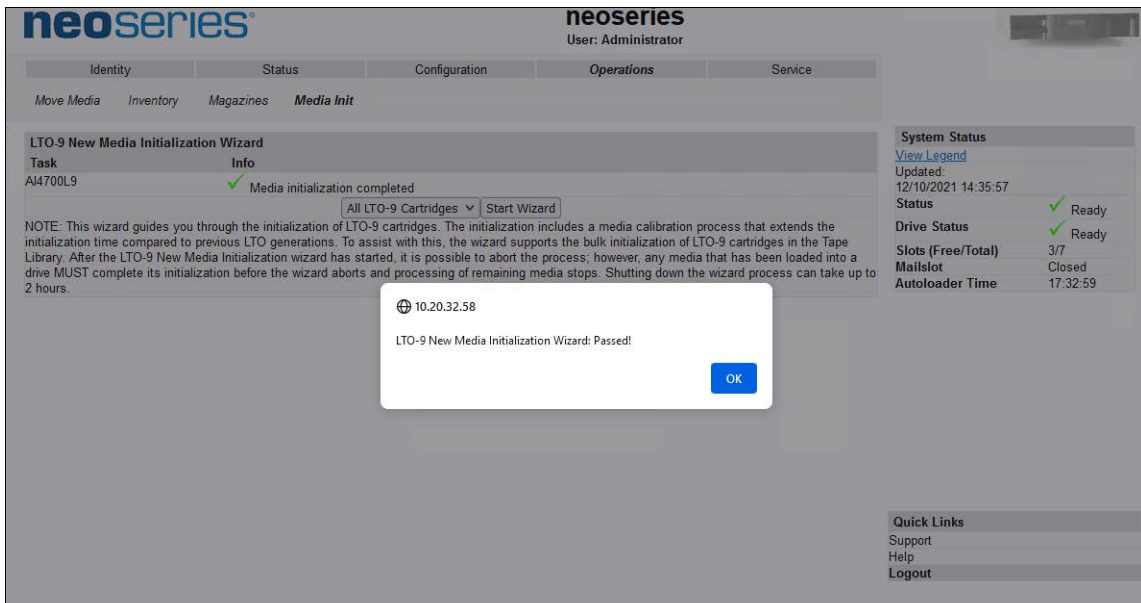 neoseries
neoseries
User: Administrator
Identity Status Configuration Operations Service
Move Media Inventory Magazines Media Init
LTO-9 New Media Initialization Wizard
Task Info
AI4700L9 Media initialization completed
All LTO-9 Cartridges Start Wizard
NOTE: This wizard guides you through the initialization of LTO-9 cartridges. The initialization includes a media calibration process that extends the
initialization time compared to previous LTO generations. To assist with this, the wizard supports the bulk initialization of LTO-9 cartridges in the Tape
Library. After the LTO-9 New Media Initialization wizard has started, it is possible to abort the process; however, any media that has been loaded into a
drive MUST complete its initialization before the wizard aborts and processing of remaining media stops. Shutting down the wizard process can take up to
2 hours.
10.20.32.58
LTO-9 New Media Initialization Wizard: Passed!
OK
System Status
View Legend
Updated:
12/10/2021 14:35:57
Status Ready
Drive Status Ready
Slots (Free/Total) 3/7
Mailslot Closed
Autoloader Time 17:32:59
Quick Links
Support
Help
Logout